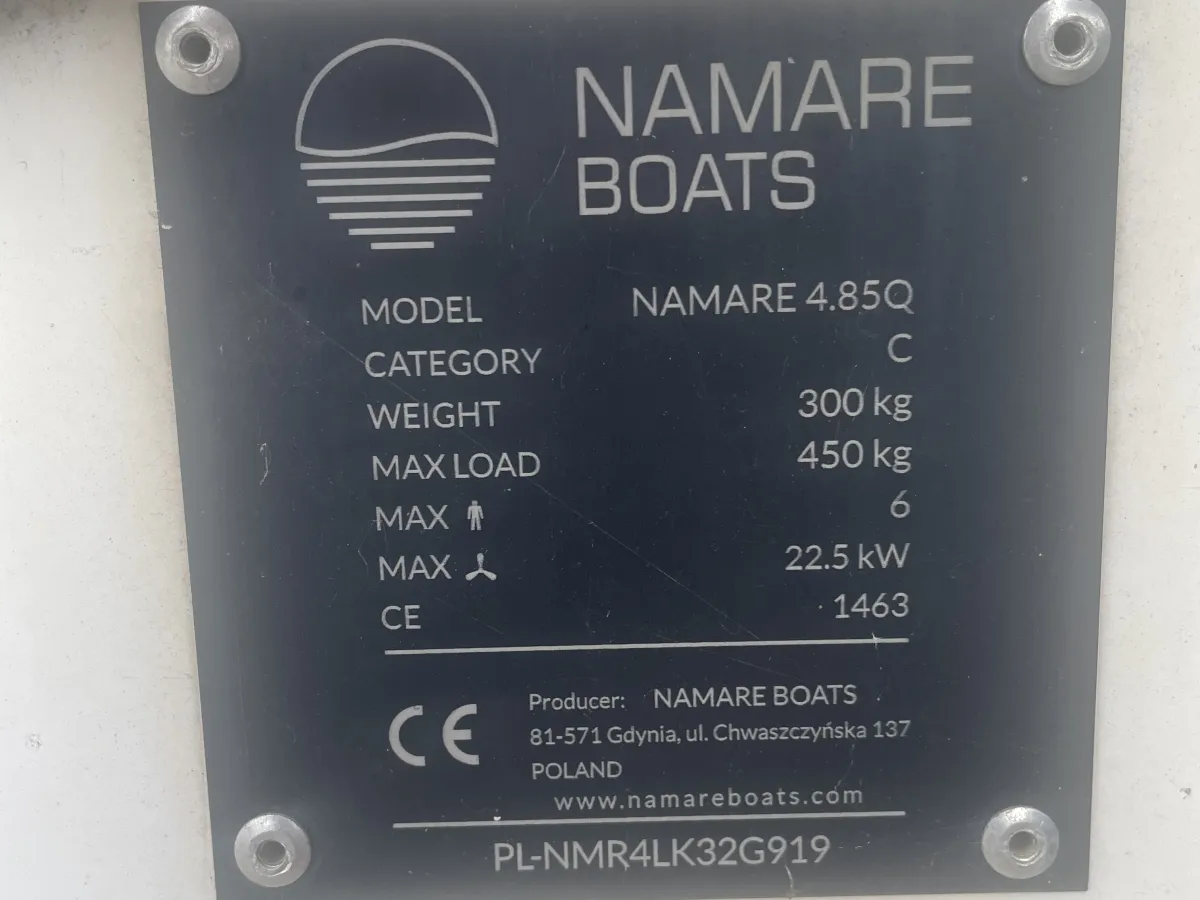 NAMARE
BOATS
MODEL NAMARE 4.85Q
CATEGORY C
WEIGHT 300 kg
MAX LOAD 450 kg
MAX 6
MAX 22.5 kW
CE 1463
CE Producer: NAMARE BOATS
81-571 Gdynia, ul. Chwaszczyńska 137
POLAND
www.namareboats.com
PL-NMR4LK32G919